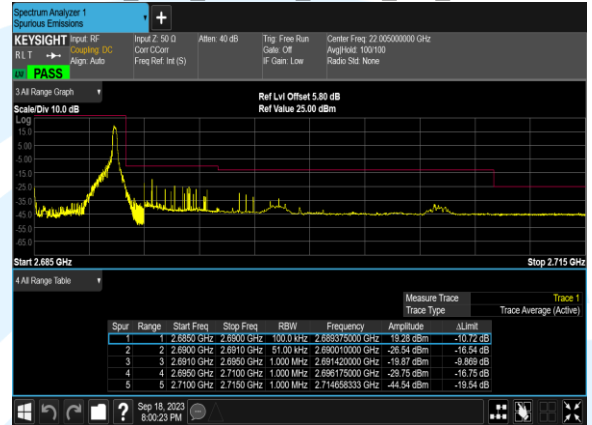 Spectrum Analyzer 1
Spurious Emissions
KEYSIGHT Input: RF Input Z: 50 Ω Atten: 40 dB Trig: Free Run Center Freq: 22.005000000 GHz
RLT Coupling: DC Corr CCorr Gate: Off Avg|Hold: 100/100
Align: Auto Freq Ref: Int (S) IF Gain: Low Radio Std: None
PASS
3 All Range Graph
Ref Lvl Offset 5.80 dB
Scale/Div 10.0 dB Ref Value 25.00 dBm
Log
15.0
5.00
-5.00
-15.0
-25.0
-35.0
-45.0
-55.0
-65.0
Start 2.685 GHz Stop 2.715 GHz
4 All Range Table
Measure Trace Trace 1
Trace Type Trace Average (Active)
Spur Range Start Freq Stop Freq RBW Frequency Amplitude ΔLimit
1 1 2.6850 GHz 2.6900 GHz 100.0 kHz 2.689375000 GHz 19.28 dBm -10.72 dB
2 2 2.6900 GHz 2.6910 GHz 51.00 kHz 2.690010000 GHz -26.54 dBm -16.54 dB
3 3 2.6910 GHz 2.6950 GHz 1.000 MHz 2.691420000 GHz -19.87 dBm -9.869 dB
4 4 2.6950 GHz 2.7100 GHz 1.000 MHz 2.696175000 GHz -29.75 dBm -16.75 dB
5 5 2.7100 GHz 2.7150 GHz 1.000 MHz 2.714658333 GHz -44.54 dBm -19.54 dB
Sep 18, 2023
8:00:23 PM